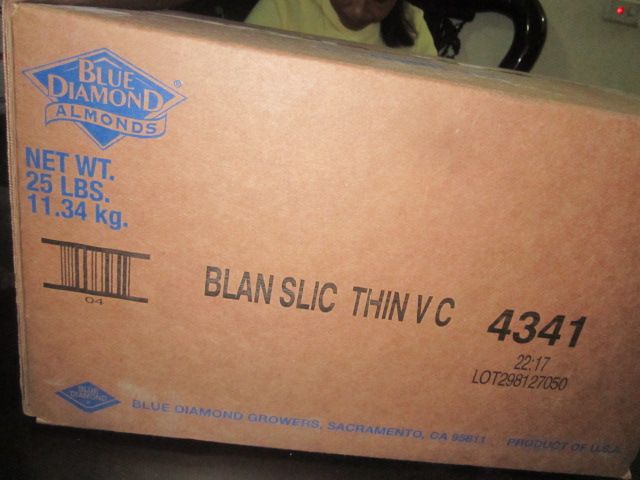 BLUE
DIAMOND®
ALMONDS
NET WT.
25 LBS.
11.34 kg.
04
BLAN SLIC THIN V C 4341
22:17
LOT298127050
BLUE
DIAMOND
ALMONDS
BLUE DIAMOND GROWERS, SACRAMENTO, CA 95811 PRODUCT OF U.S.A.